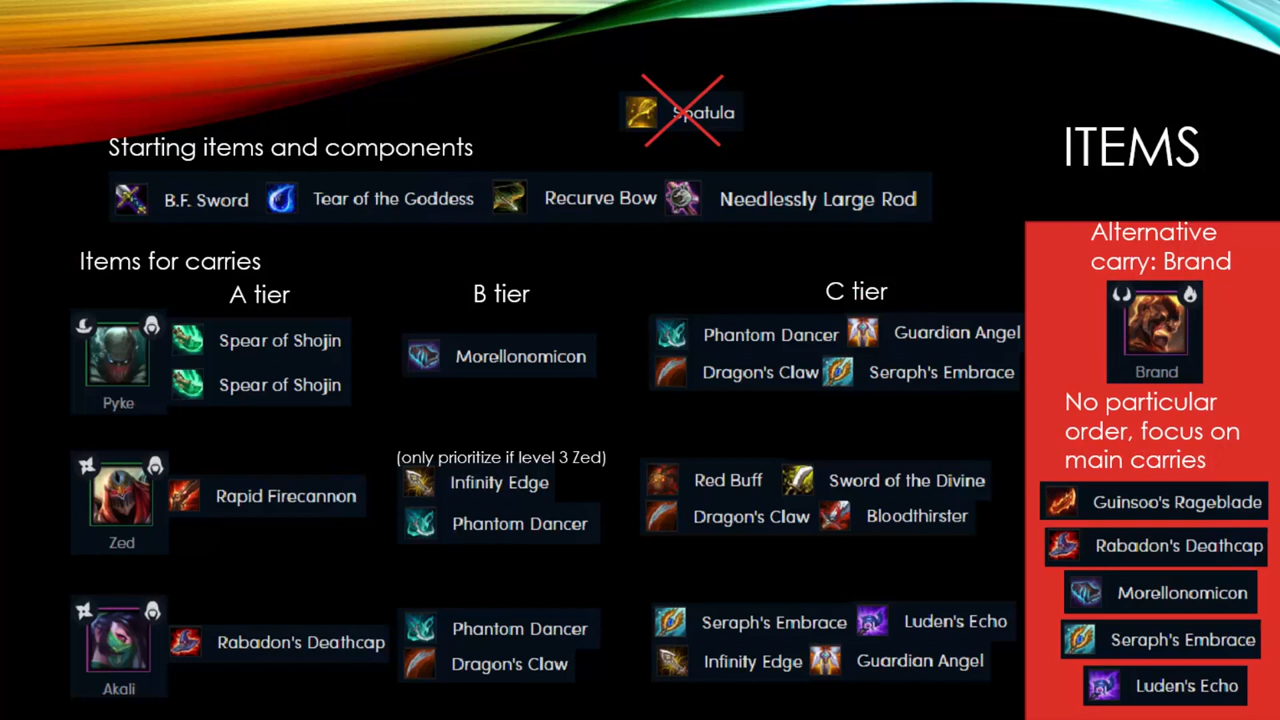 Spatula
ITEMS
Starting items and components
B.F. Sword Tear of the Goddess Recurve Bow Needlessly Large Rod
Items for carries
A tier B tier C tier
Pyke
Spear of Shojin
Spear of Shojin
Morellonomicon
Phantom Dancer Guardian Angel
Dragon's Claw Seraph's Embrace
Zed
Rapid Firecannon
(only prioritize if level 3 Zed)
Infinity Edge
Phantom Dancer
Red Buff Sword of the Divine
Dragon's Claw Bloodthirster
Akali
Rabadon's Deathcap
Phantom Dancer
Dragon's Claw
Seraph's Embrace Luden's Echo
Infinity Edge Guardian Angel
Alternative
carry: Brand
Brand
No particular
order, focus on
main carries
Guinsoo's Rageblade
Rabadon's Deathcap
Morellonomicon
Seraph's Embrace
Luden's Echo